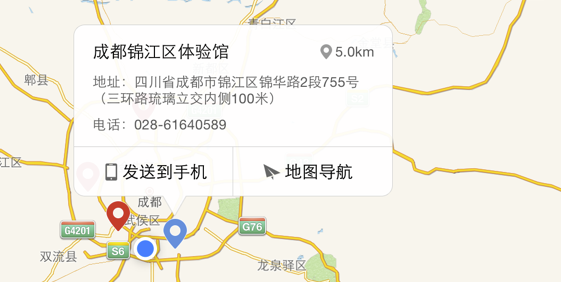 青白江区
成都锦江区体验馆
5.0km
郫县
地址：四川省成都市锦江区锦华路2段755号
（三环路琉璃立交内侧100米）
电话：028-61640589
江区
发送到手机
地图导航
成都
武侯区
G4201
G76
S6
双流县
龙泉驿区